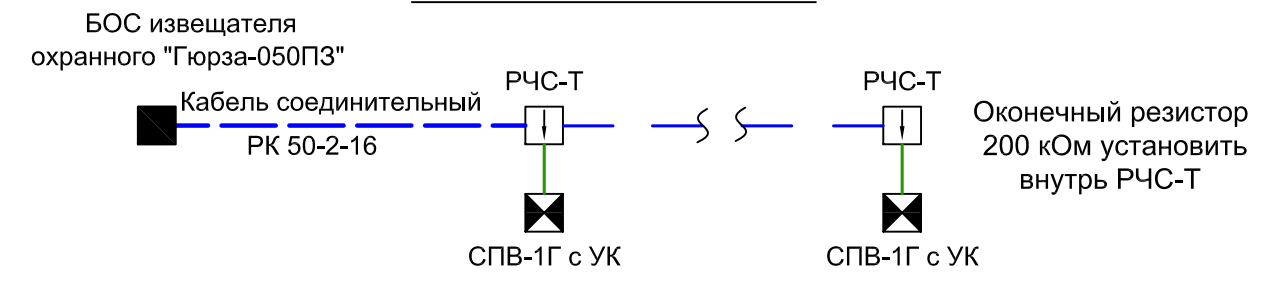 БОС извещателя
охранного "Гюрза-050ПЗ"
Кабель соединительный
РК 50-2-16
РЧС-Т
РЧС-Т
Оконечный резистор
200 кОм установить
внутрь РЧС-Т
СПВ-1Г с УК
СПВ-1Г с УК